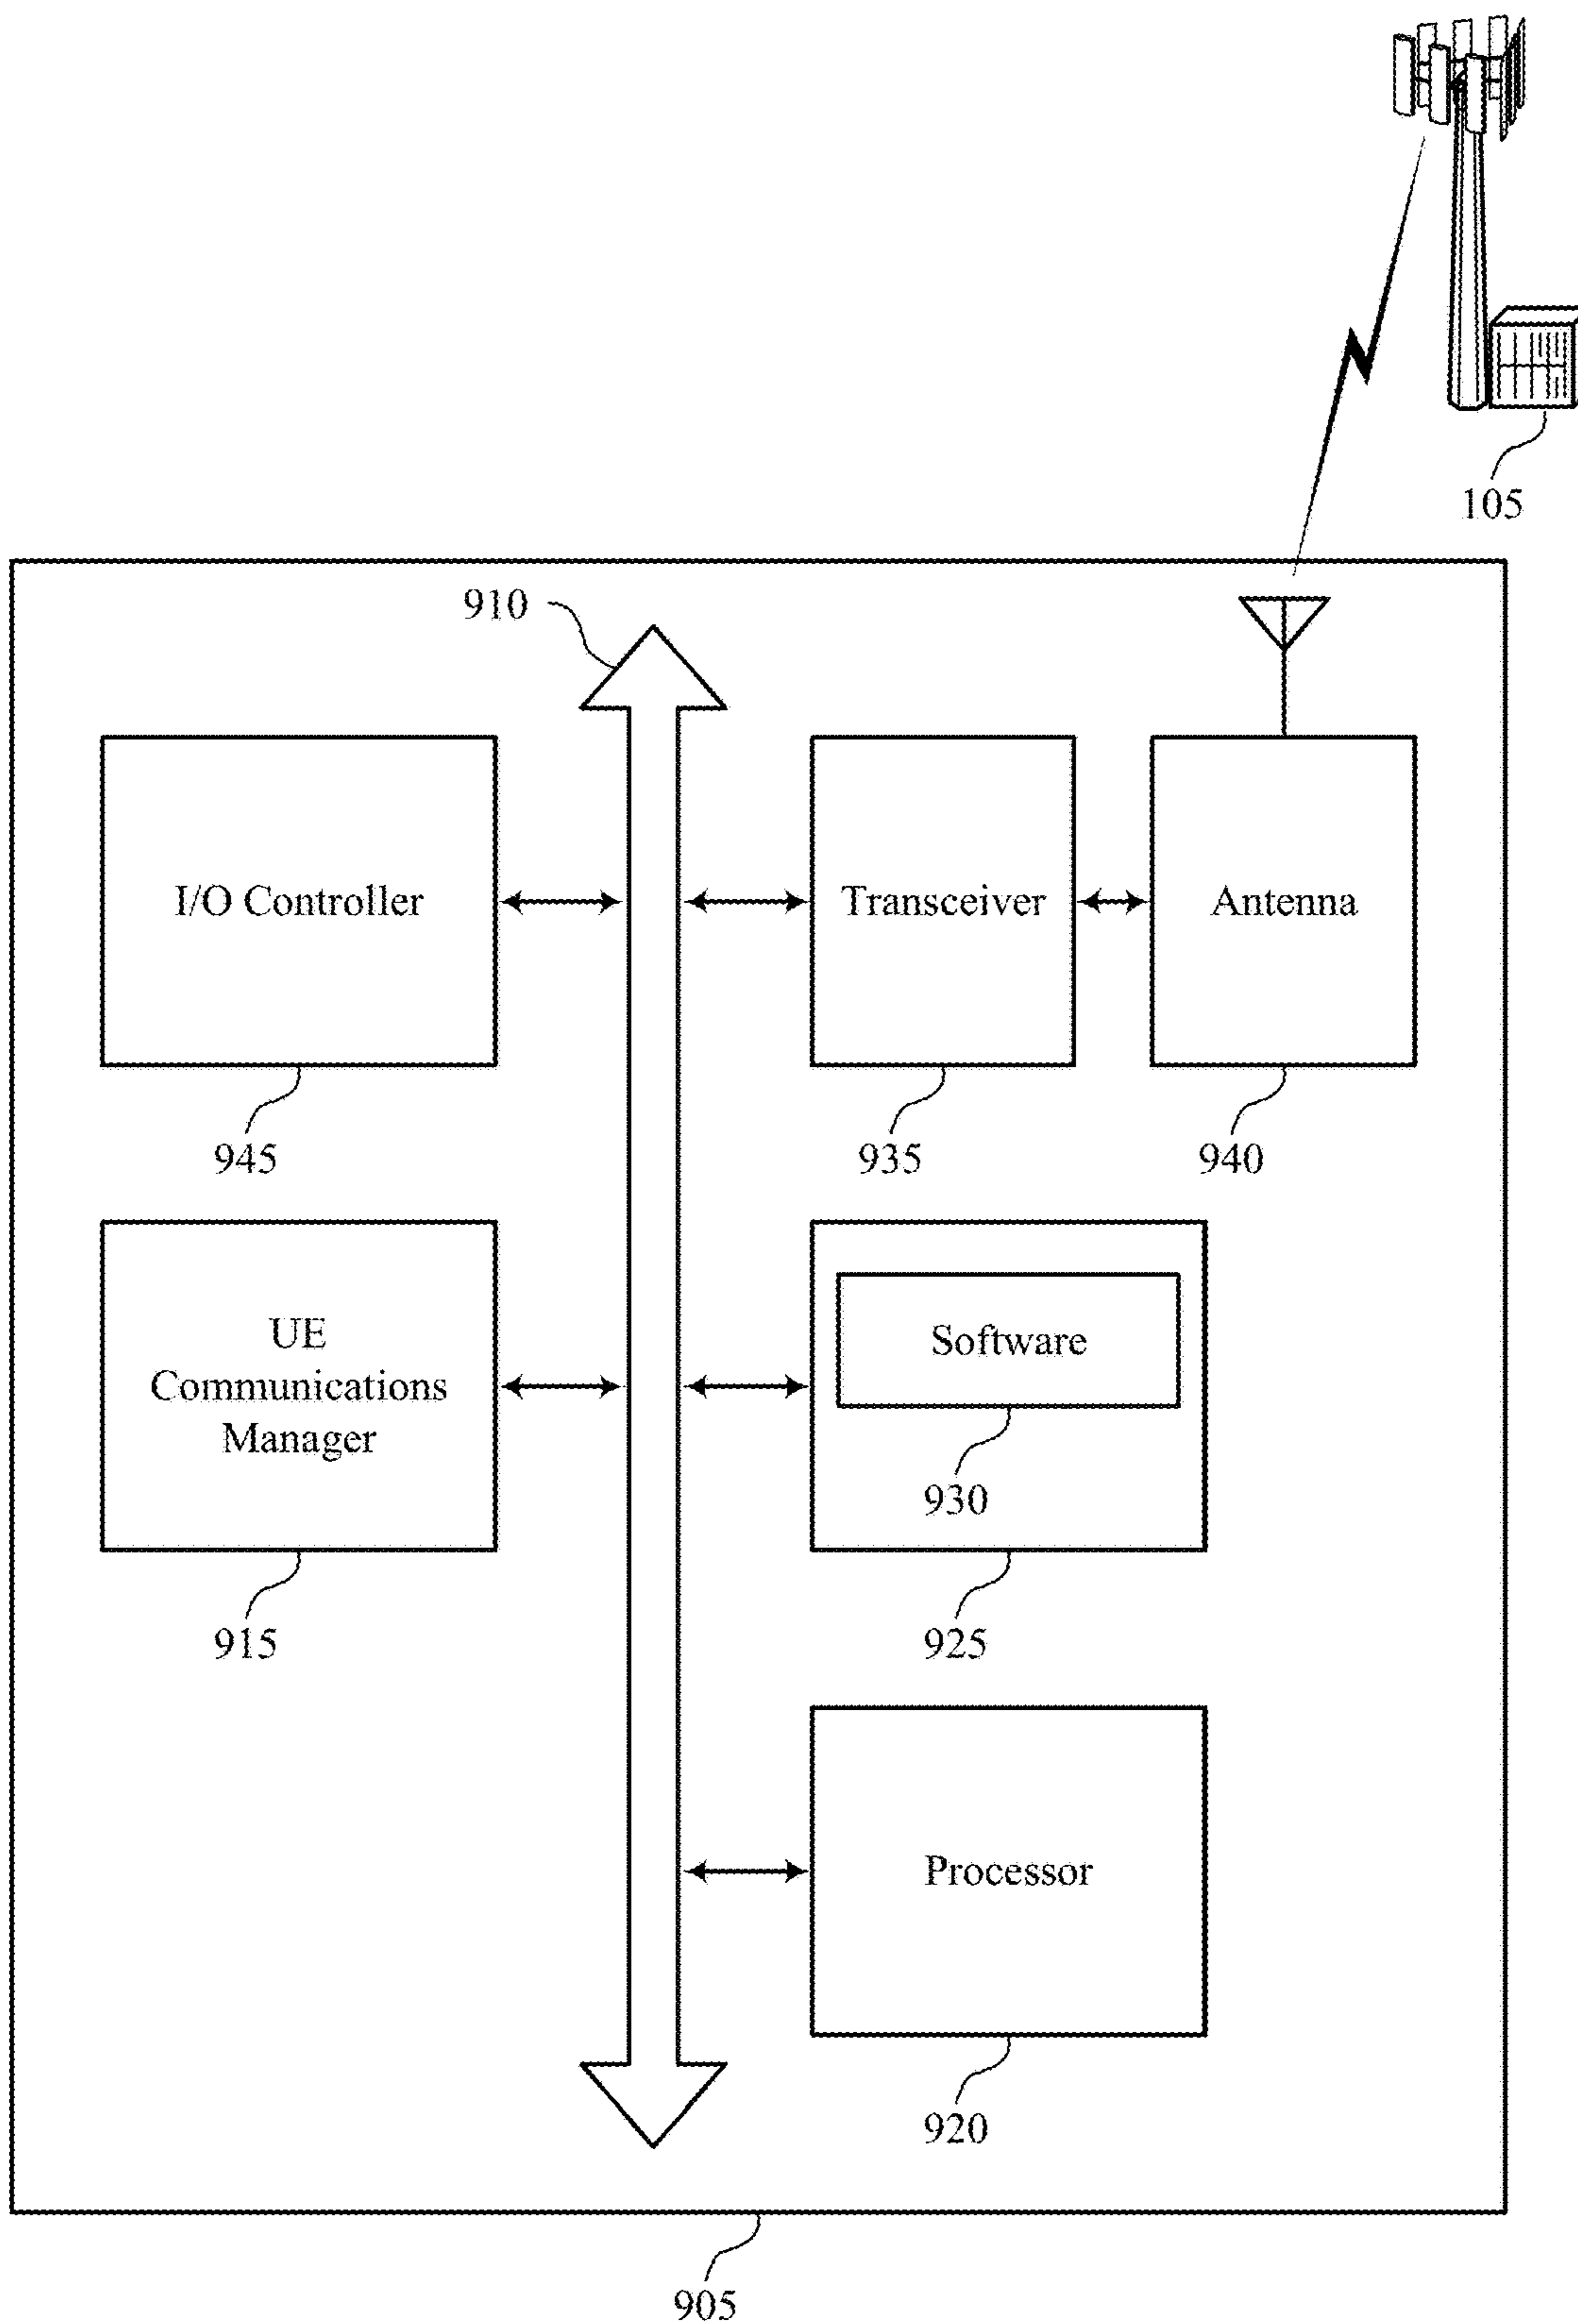 105
910
I/O Controller
Transceiver
Antenna
945
935
940
UE
Communications
Manager
Software
930
915
925
Processor
920
905